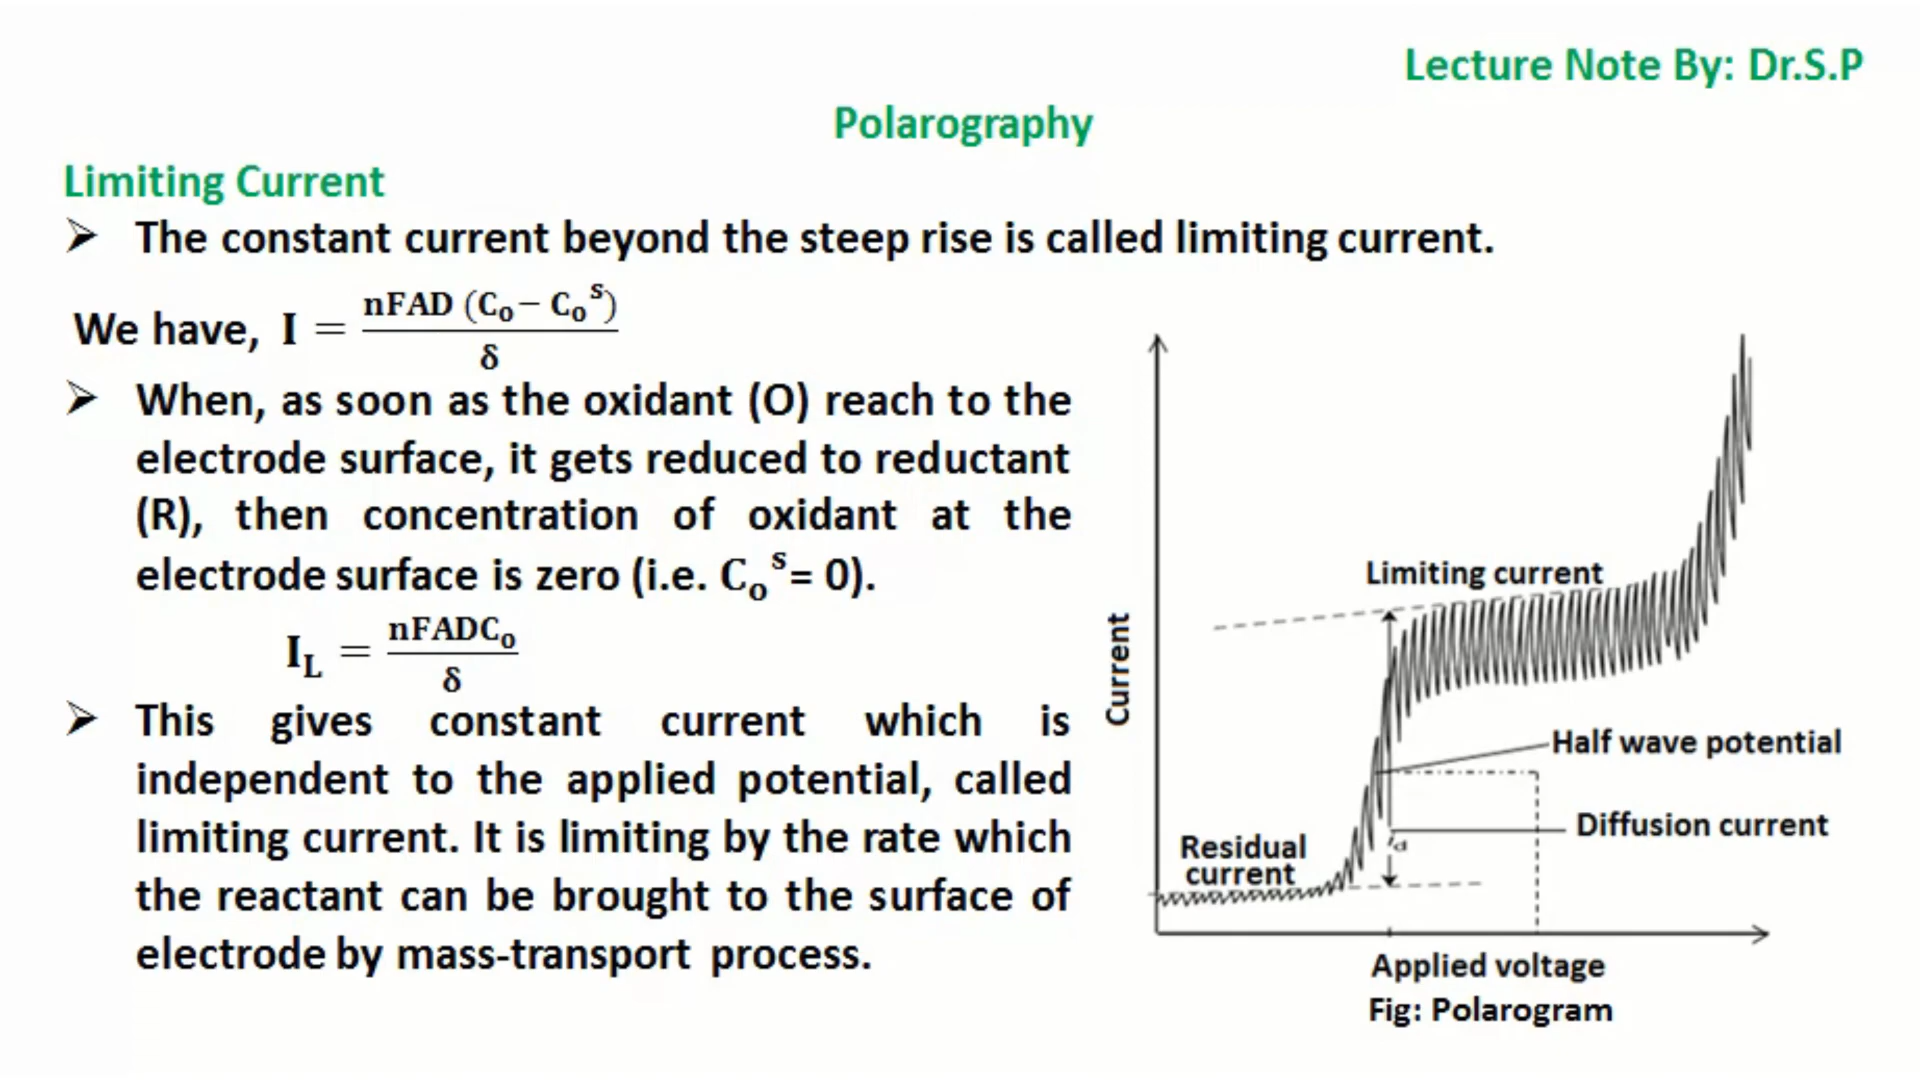 Lecture Note By: Dr.S.P
Polarography
Limiting Current
➢ The constant current beyond the steep rise is called limiting current.
We have, I = nFAD (Cₒ− Cₒˢ) / δ
➢ When, as soon as the oxidant (O) reach to the
electrode surface, it gets reduced to reductant
(R), then concentration of oxidant at the
electrode surface is zero (i.e. Cₒˢ= 0).
I_L = nFADCₒ / δ
➢ This gives constant current which is
independent to the applied potential, called
limiting current. It is limiting by the rate which
the reactant can be brought to the surface of
electrode by mass-transport process.
Limiting current
Current
Half wave potential
Diffusion current
i_d
Residual
current
Applied voltage
Fig: Polarogram